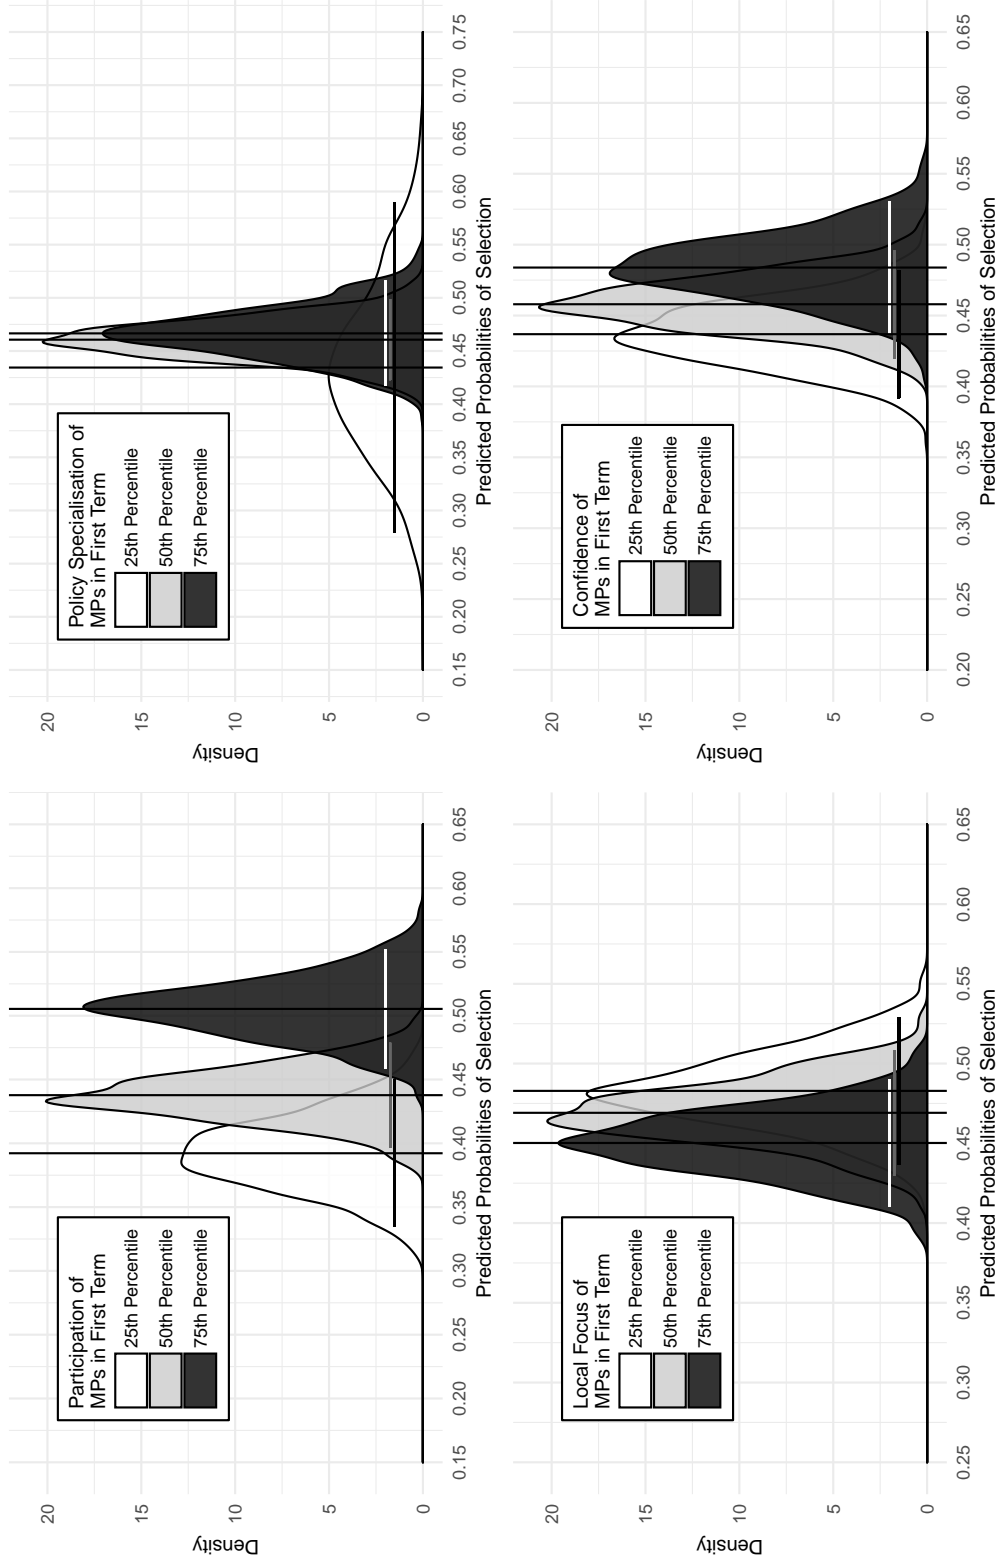 Density
20
15
10
5
0
Participation of
MPs in First Term
25th Percentile
50th Percentile
75th Percentile
0.15 0.20 0.25 0.30 0.35 0.40 0.45 0.50 0.55 0.60 0.65
Predicted Probabilities of Selection
Density
20
15
10
5
0
Policy Specialisation of
MPs in First Term
25th Percentile
50th Percentile
75th Percentile
0.15 0.20 0.25 0.30 0.35 0.40 0.45 0.50 0.55 0.60 0.65 0.70 0.75
Predicted Probabilities of Selection
Density
20
15
10
5
0
Local Focus of
MPs in First Term
25th Percentile
50th Percentile
75th Percentile
0.25 0.30 0.35 0.40 0.45 0.50 0.55 0.60 0.65
Predicted Probabilities of Selection
Density
20
15
10
5
0
Confidence of
MPs in First Term
25th Percentile
50th Percentile
75th Percentile
0.20 0.25 0.30 0.35 0.40 0.45 0.50 0.55 0.60 0.65
Predicted Probabilities of Selection